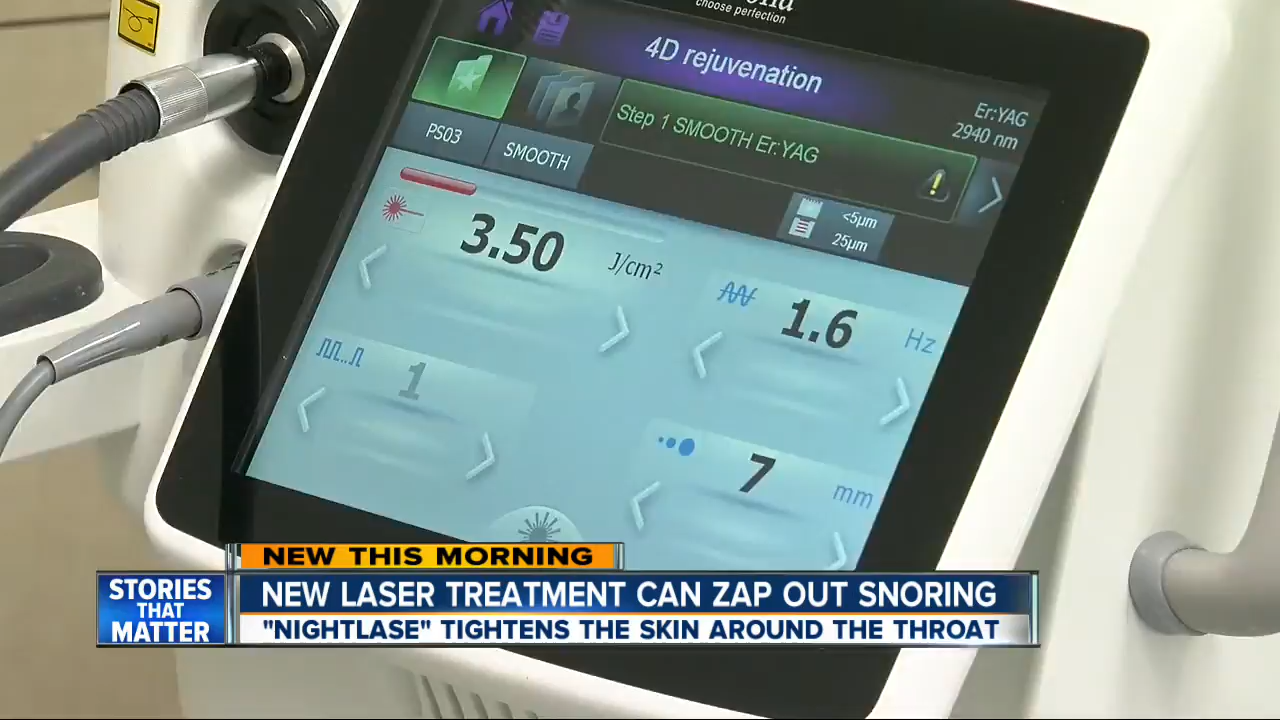 choose perfection
4D rejuvenation
Er:YAG
2940 nm
Step 1 SMOOTH Er:YAG
PS03
SMOOTH
<5µm
25µm
3.50 J/cm²
1.6 Hz
1
7 mm
NEW THIS MORNING
STORIES
THAT
MATTER
NEW LASER TREATMENT CAN ZAP OUT SNORING
"NIGHTLASE" TIGHTENS THE SKIN AROUND THE THROAT